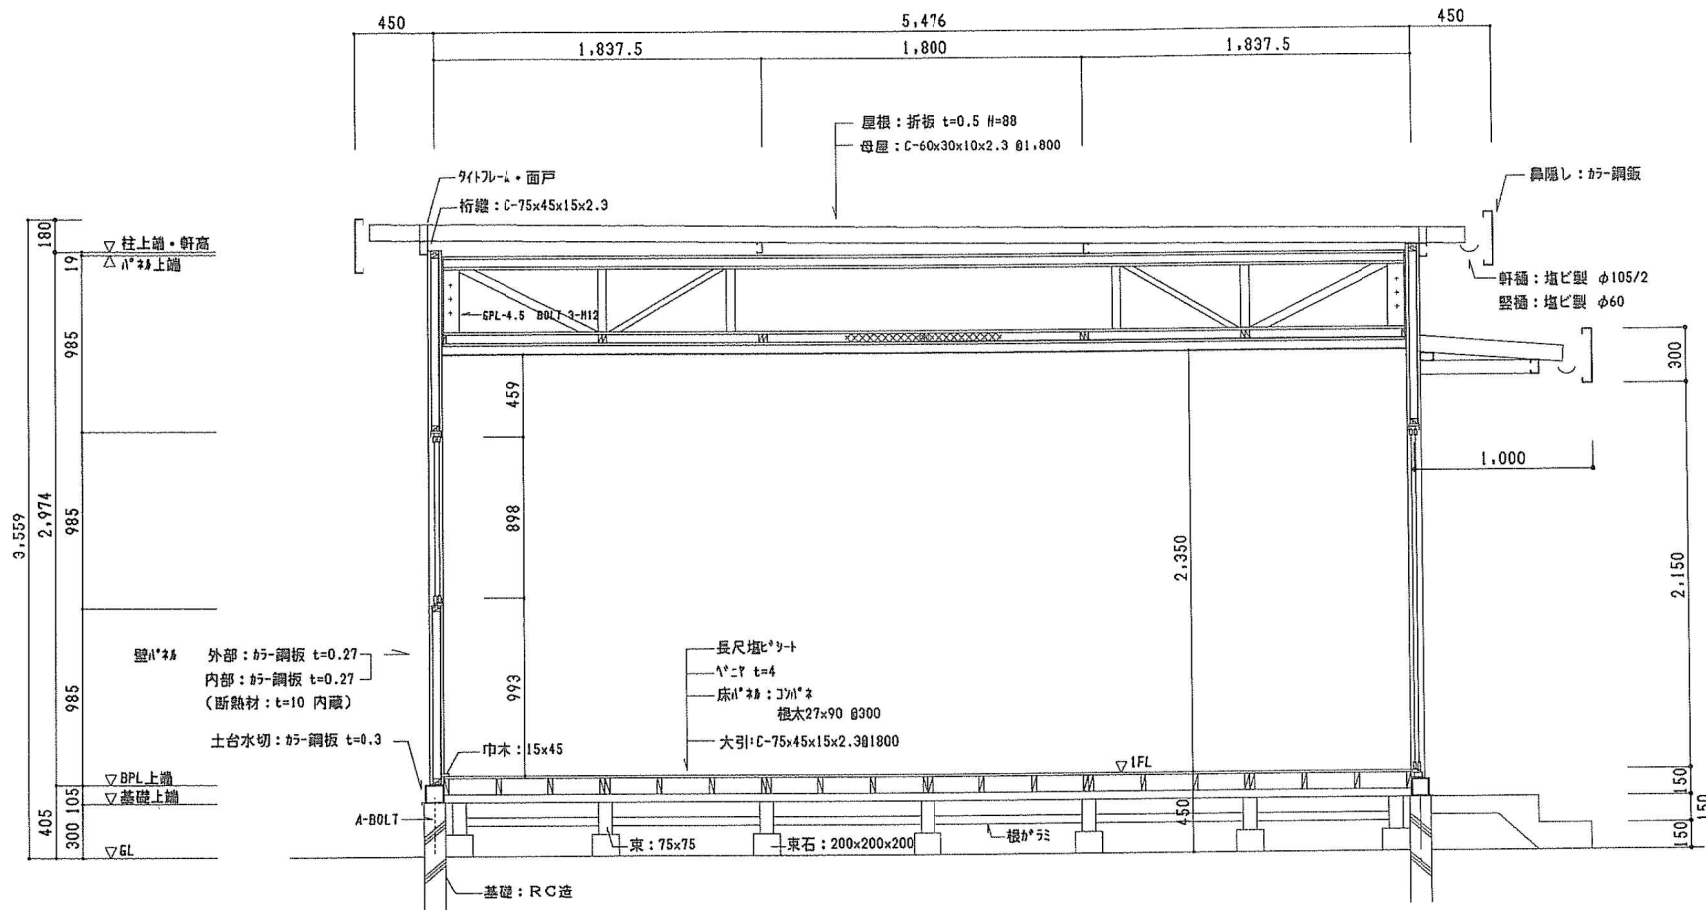 450
5,476
450
1,837.5
1,800
1,837.5
屋根：折板 t=0.5 H=88
母屋：C-60x30x10x2.3 @1,800
タイトフレーム・面戸
桁繼：C-75x45x15x2.3
鼻隠し：カラー鋼鈑
180
柱上端・軒高
19
パネル上端
軒樋：塩ビ製 φ105/2
竪樋：塩ビ製 φ60
GPL-4.5 BOLT 3-M12
985
459
300
1,000
3,559
2,974
985
898
2,350
2,150
壁パネル
外部：カラー鋼板 t=0.27
内部：カラー鋼板 t=0.27
(断熱材：t=10 内蔵)
985
993
長尺塩ビシート
ベニヤ t=4
床パネル：コンパネ
根太27x90 @300
大引：C-75x45x15x2.3@1800
土台水切：カラー鋼板 t=0.3
巾木：15x45
1FL
BPL上端
基礎上端
405
300
105
A-BOLT
450
150
150
150
根ガラミ
GL
束：75x75
束石：200x200x200
基礎：RC造